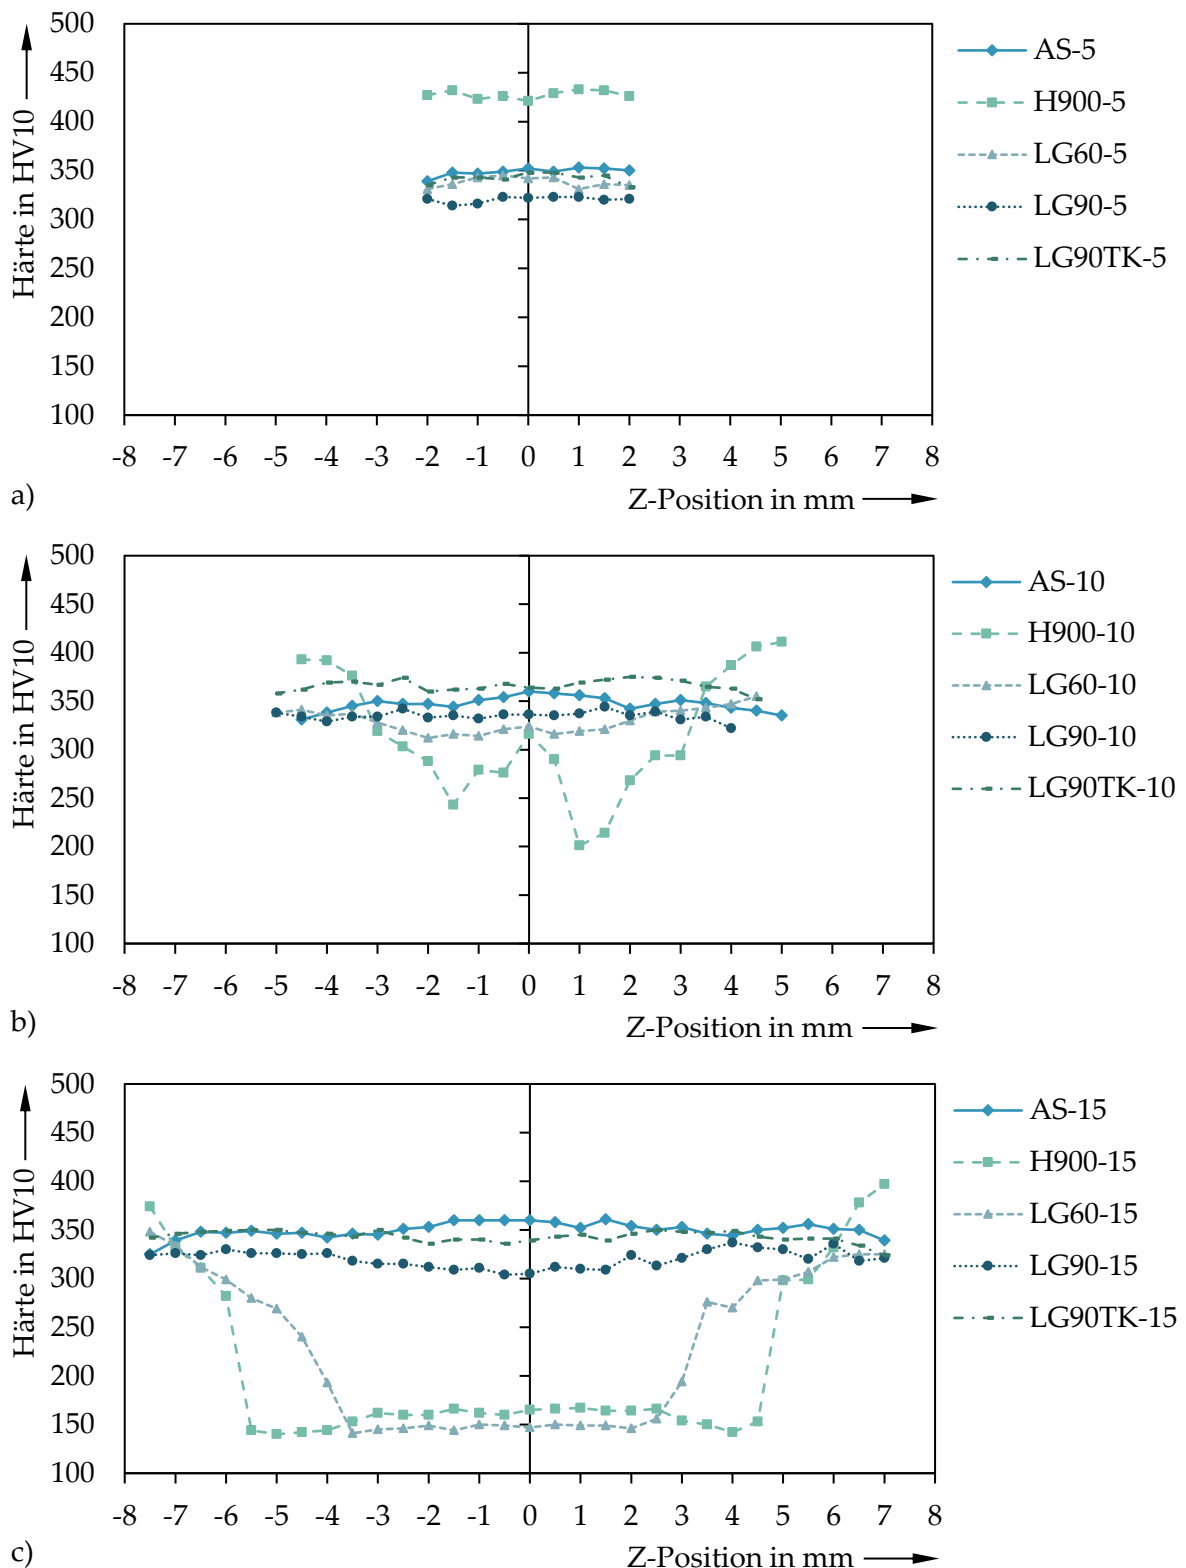 Härte in HV10
500
450
400
350
300
250
200
150
100
-8 -7 -6 -5 -4 -3 -2 -1 0 1 2 3 4 5 6 7 8
Z-Position in mm
a)
AS-5
H900-5
LG60-5
LG90-5
LG90TK-5
Härte in HV10
500
450
400
350
300
250
200
150
100
-8 -7 -6 -5 -4 -3 -2 -1 0 1 2 3 4 5 6 7 8
Z-Position in mm
b)
AS-10
H900-10
LG60-10
LG90-10
LG90TK-10
Härte in HV10
500
450
400
350
300
250
200
150
100
-8 -7 -6 -5 -4 -3 -2 -1 0 1 2 3 4 5 6 7 8
Z-Position in mm
c)
AS-15
H900-15
LG60-15
LG90-15
LG90TK-15